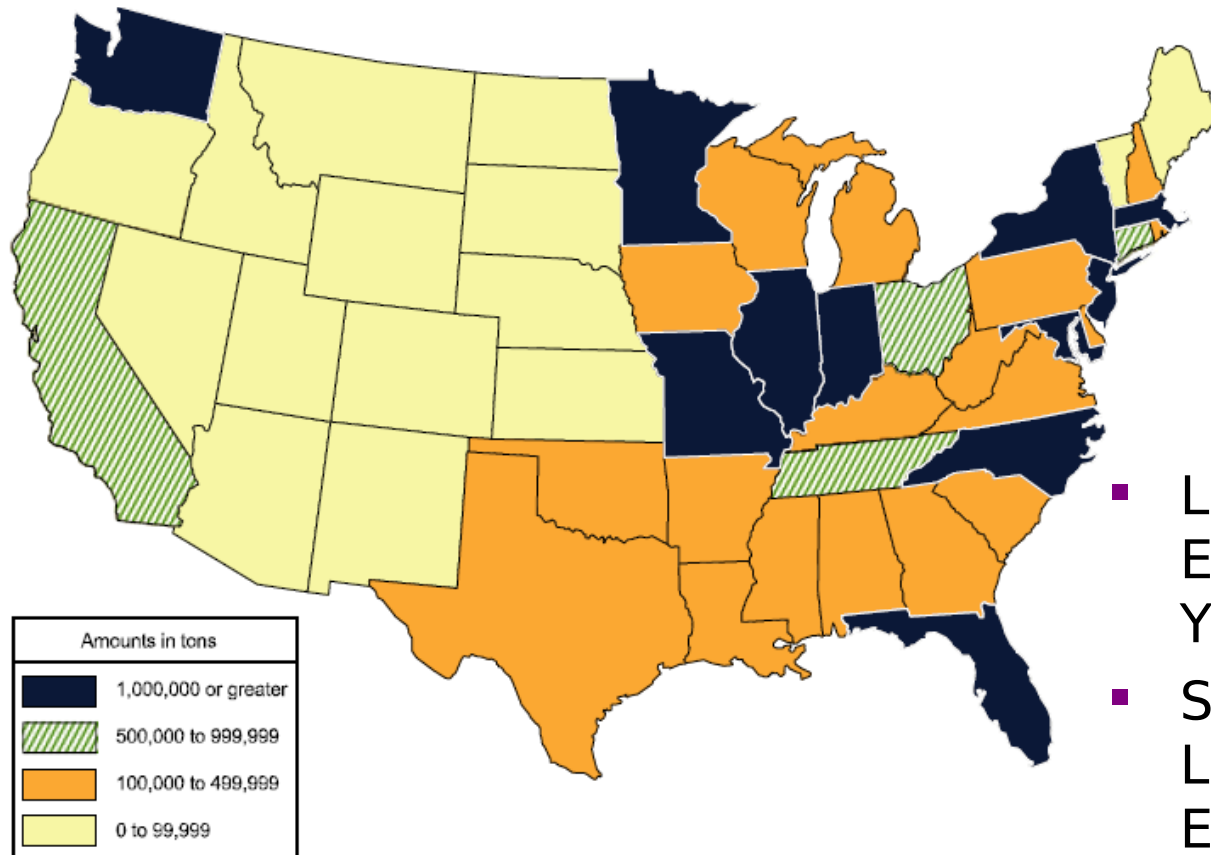 Amounts in tons
1,000,000 or greater
500,000 to 999,999
100,000 to 499,999
0 to 99,999
▪ L
E
Y
▪ S
L
E